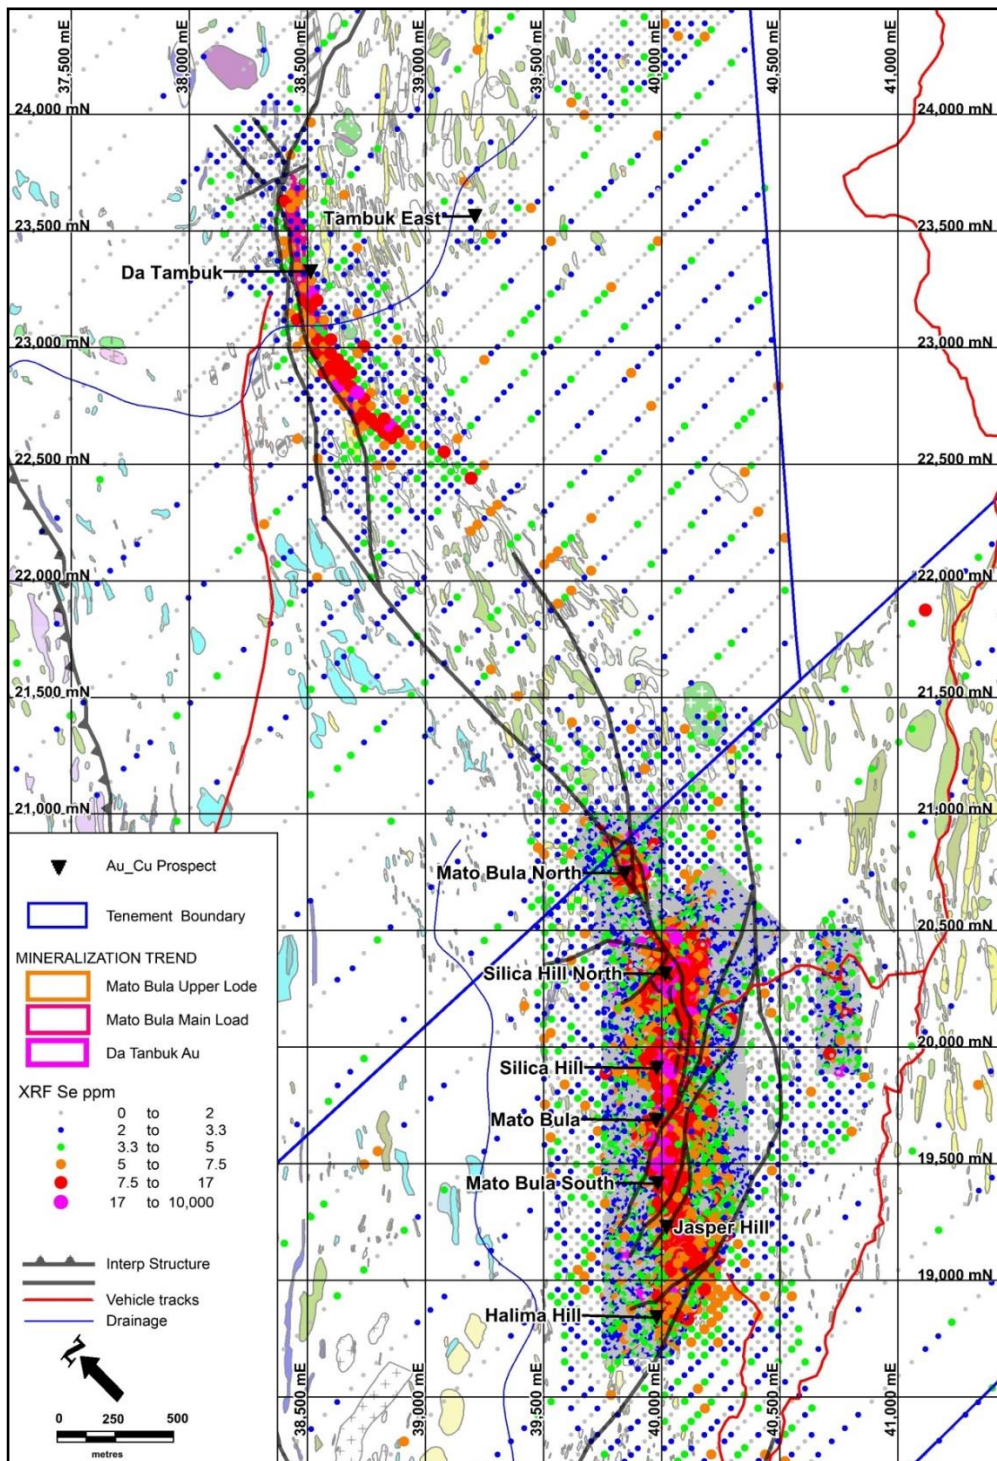 37,500 mE
38,000 mE
38,500 mE
39,000 mE
39,500 mE
40,000 mE
40,500 mE
41,000 mE
24,000 mN
24,000 mN
Tambuk East
23,500 mN
23,500 mN
Da Tambuk
23,000 mN
23,000 mN
22,500 mN
22,500 mN
22,000 mN
22,000 mN
21,500 mN
21,500 mN
21,000 mN
21,000 mN
Mato Bula North
20,500 mN
Silica Hill North
20,000 mN
Silica Hill
Mato Bula
19,500 mN
Mato Bula South
Jasper Hill
19,000 mN
Halima Hill
38,500 mE
39,000 mE
39,500 mE
40,000 mE
40,500 mE
41,000 mE
Au_Cu Prospect
Tenement Boundary
MINERALIZATION TREND
Mato Bula Upper Lode
Mato Bula Main Load
Da Tanbuk Au
XRF Se ppm
0 to 2
2 to 3.3
3.3 to 5
5 to 7.5
7.5 to 17
17 to 10,000
Interp Structure
Vehicle tracks
Drainage
N
0 250 500
metres